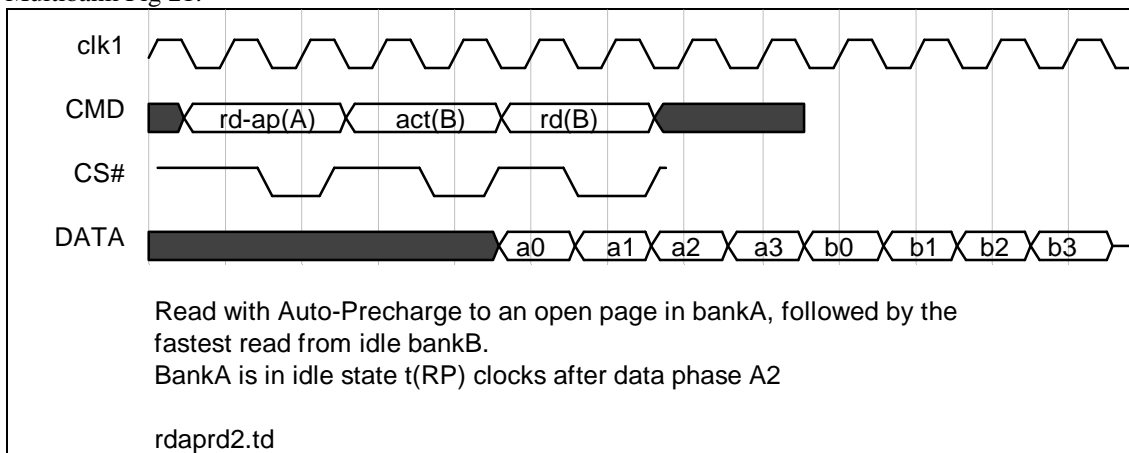 clk1
CMD rd-ap(A) act(B) rd(B)
CS#
DATA a0 a1 a2 a3 b0 b1 b2 b3
Read with Auto-Precharge to an open page in bankA, followed by the
fastest read from idle bankB.
BankA is in idle state t(RP) clocks after data phase A2
rdaprd2.td